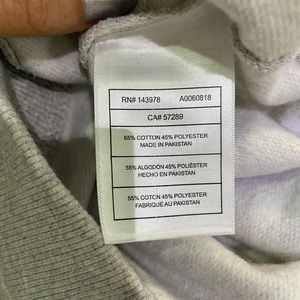 RN# 143978 A0060818
CA# 57289
55% COTTON 45% POLYESTER
MADE IN PAKISTAN
55% ALGODÓN 45% POLIÉSTER
HECHO EN PAKISTAN
55% COTON 45% POLYESTER
FABRIQUÉ AU PAKISTAN